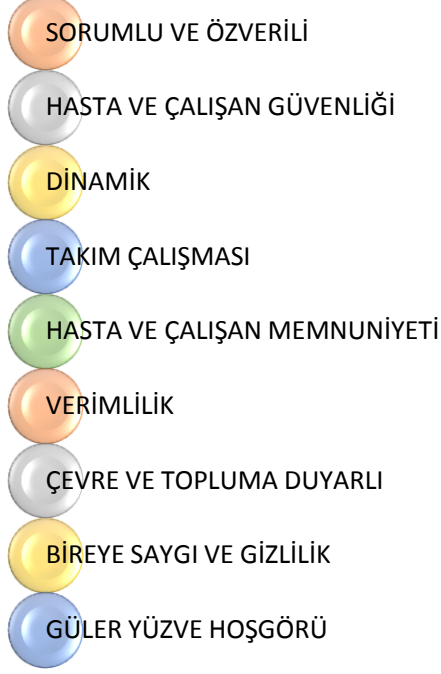 SORUMLU VE ÖZVERİLİ
HASTA VE ÇALIŞAN GÜVENLİĞİ
DİNAMİK
TAKIM ÇALIŞMASI
HASTA VE ÇALIŞAN MEMNUNİYETİ
VERİMLİLİK
ÇEVRE VE TOPLUMA DUYARLI
BİREYE SAYGI VE GİZLİLİK
GÜLER YÜZVE HOŞGÖRÜ